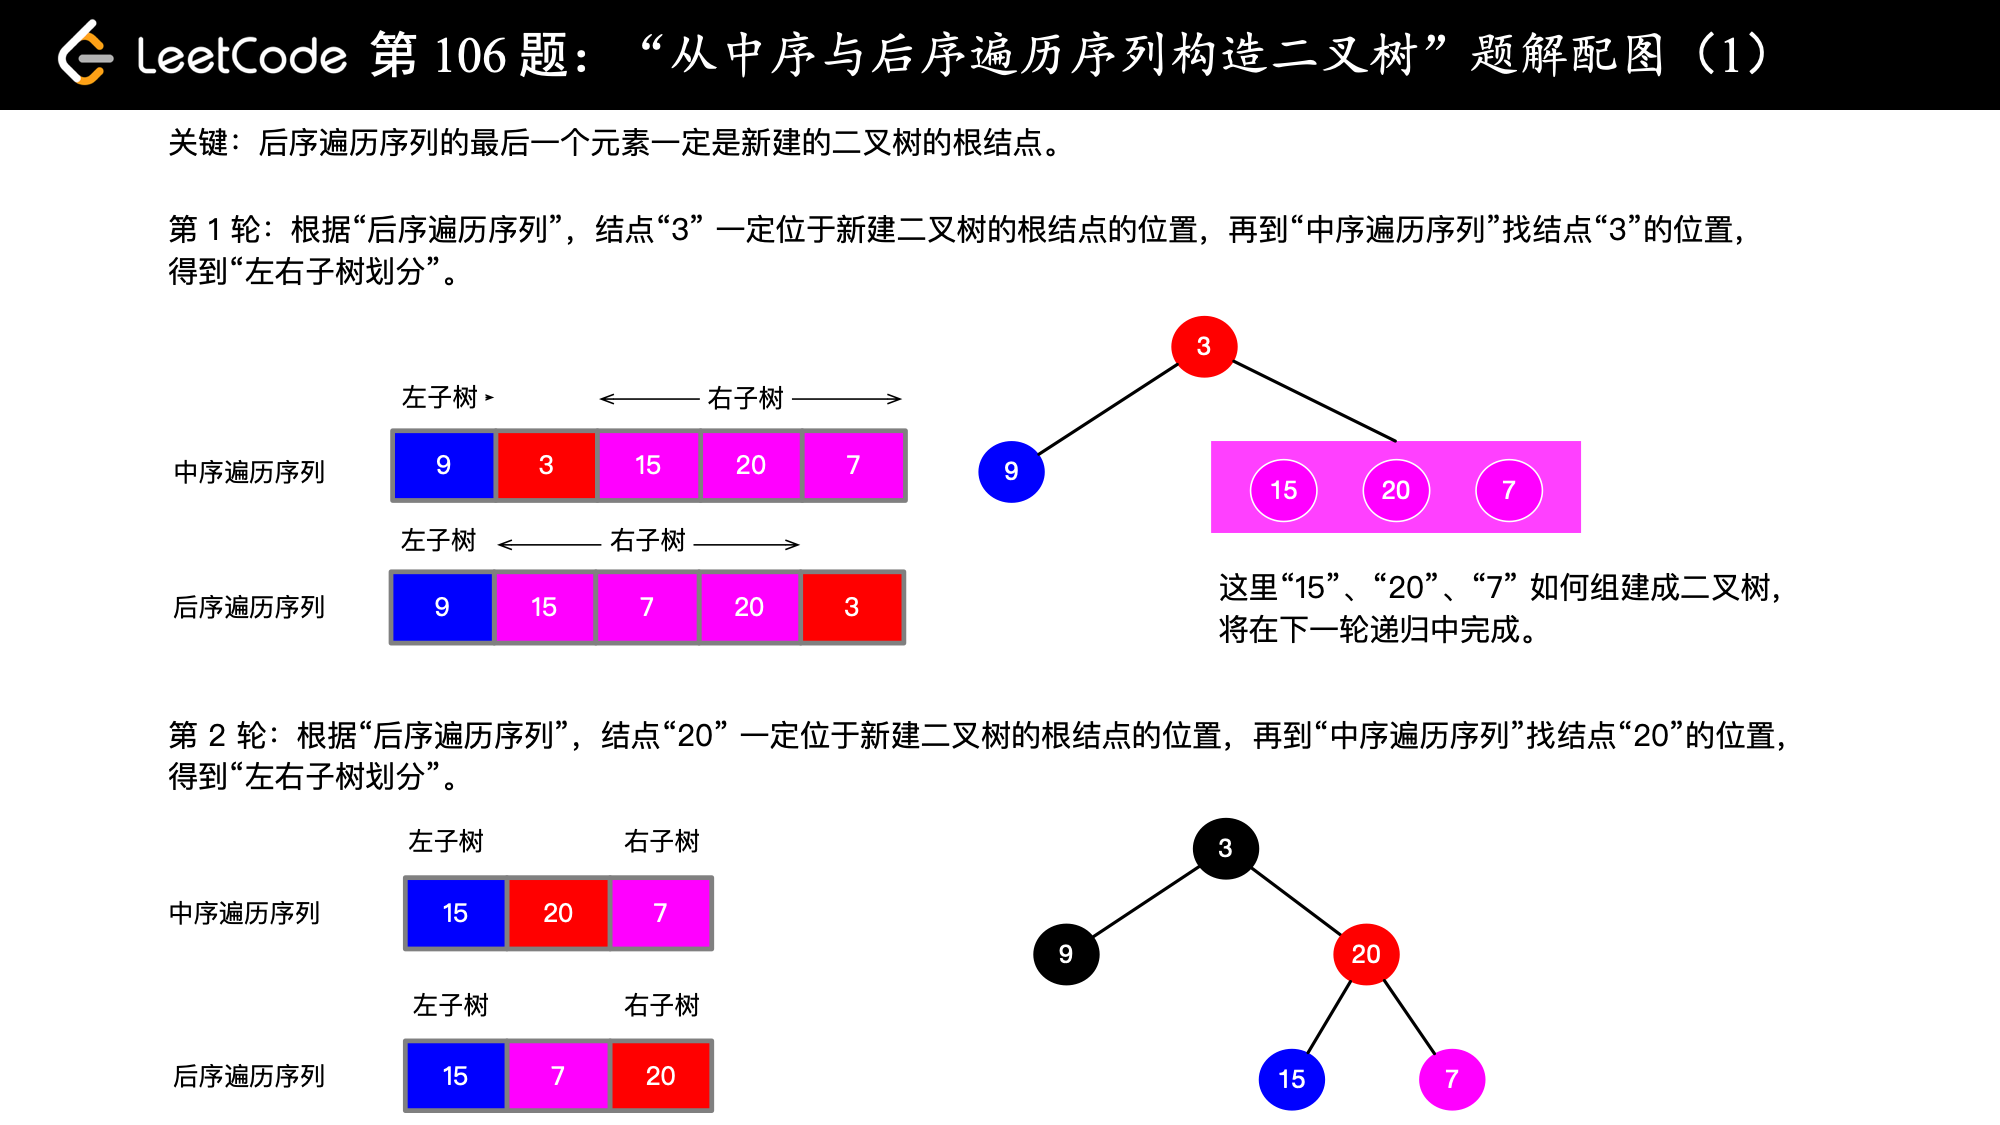 LeetCode 第 106 题：“从中序与后序遍历序列构造二叉树”题解配图（1）
关键：后序遍历序列的最后一个元素一定是新建的二叉树的根结点。
第 1 轮：根据“后序遍历序列”，结点“3” 一定位于新建二叉树的根结点的位置，再到“中序遍历序列”找结点“3”的位置，
得到“左右子树划分”。
左子树 右子树
中序遍历序列 9 3 15 20 7
左子树 右子树
后序遍历序列 9 15 7 20 3
3
9
15 20 7
这里“15”、“20”、“7” 如何组建成二叉树，
将在下一轮递归中完成。
第 2 轮：根据“后序遍历序列”，结点“20” 一定位于新建二叉树的根结点的位置，再到“中序遍历序列”找结点“20”的位置，
得到“左右子树划分”。
左子树 右子树
中序遍历序列 15 20 7
左子树 右子树
后序遍历序列 15 7 20
3
9 20
15 7